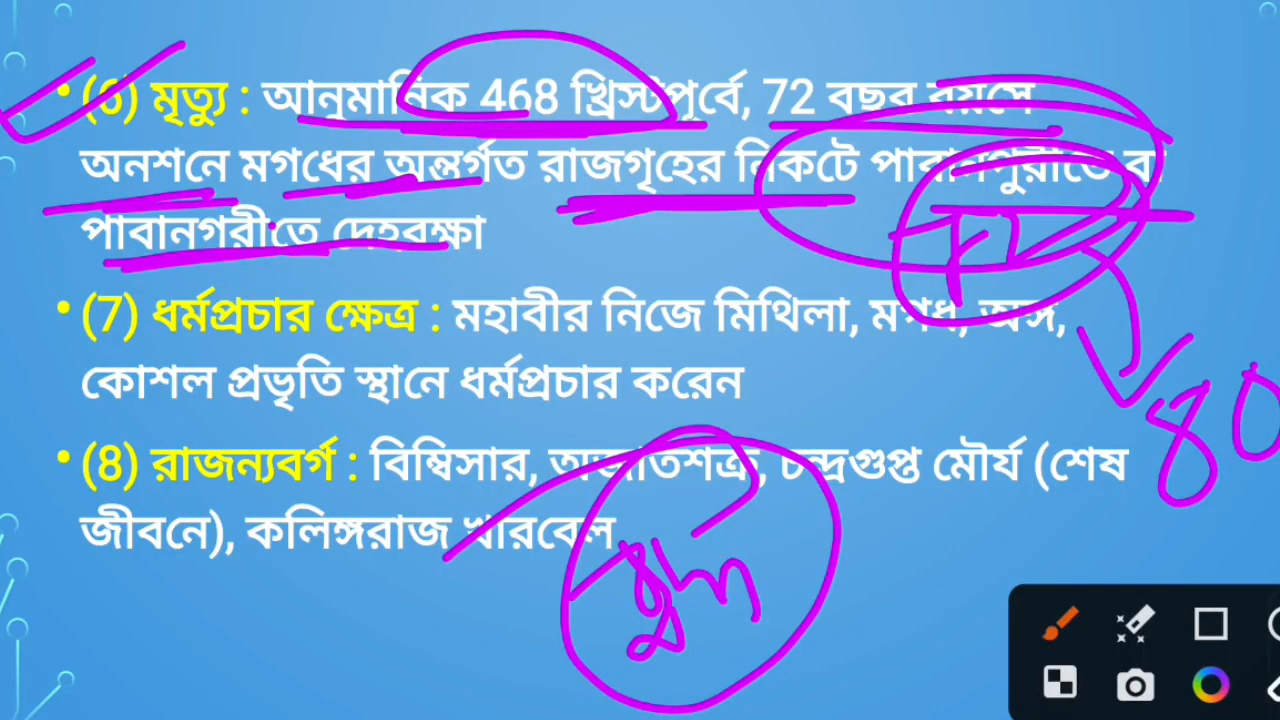 • (6) মৃত্যু : আনুমানিক 468 খ্রিস্টপূর্বে, 72 বছর বয়সে
অনশনে মগধের অন্তর্গত রাজগৃহের নিকটে পাবানপুরীতে বা
পাবানগরীতে দেহরক্ষা
• (7) ধর্মপ্রচার ক্ষেত্র : মহাবীর নিজে মিথিলা, মগধ, অঙ্গ,
কোশল প্রভৃতি স্থানে ধর্মপ্রচার করেন
• (8) রাজন্যবর্গ : বিম্বিসার, অজাতশত্রু, চন্দ্রগুপ্ত মৌর্য (শেষ
জীবনে), কলিঙ্গরাজ খারবেল
80